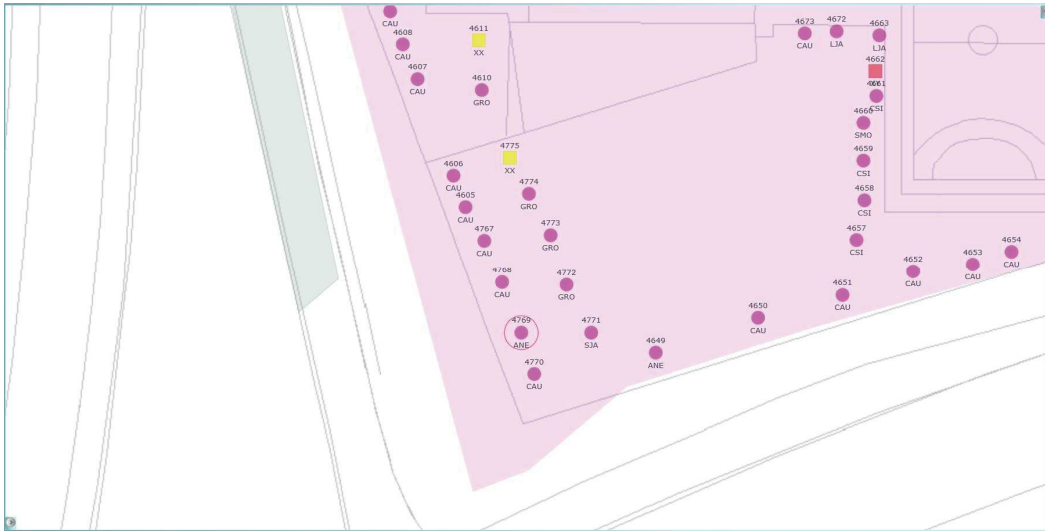 CAU
4608
CAU
4607
CAU
4611
XX
4610
GRO
4673
CAU
4672
LJA
4663
LJA
4662
4661
CSI
4660
SMO
4659
CSI
4658
CSI
4657
CSI
4775
XX
4606
CAU
4774
GRO
4605
CAU
4773
GRO
4767
CAU
4768
CAU
4772
GRO
4769
ANE
4771
SJA
4770
CAU
4649
ANE
4650
CAU
4651
CAU
4652
CAU
4653
CAU
4654
CAU